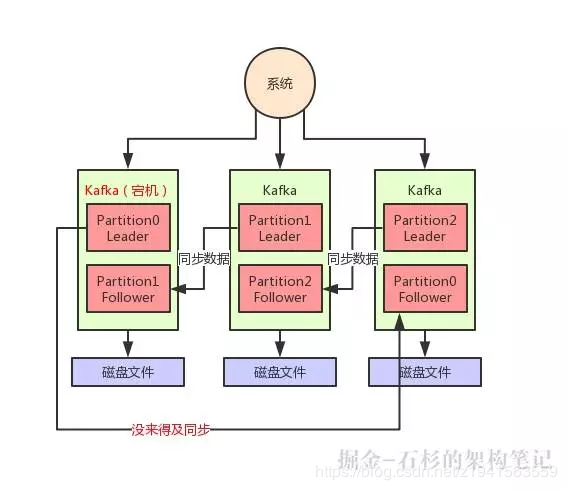 系统
Kafka（宕机）
Kafka
Kafka
Partition0
Leader
Partition1
Leader
Partition2
Leader
同步数据
同步数据
Partition1
Follower
Partition2
Follower
Partition0
Follower
磁盘文件
磁盘文件
磁盘文件
没来得及同步
掘金-石杉的架构笔记
https://blog.csdn.net/z1941563559